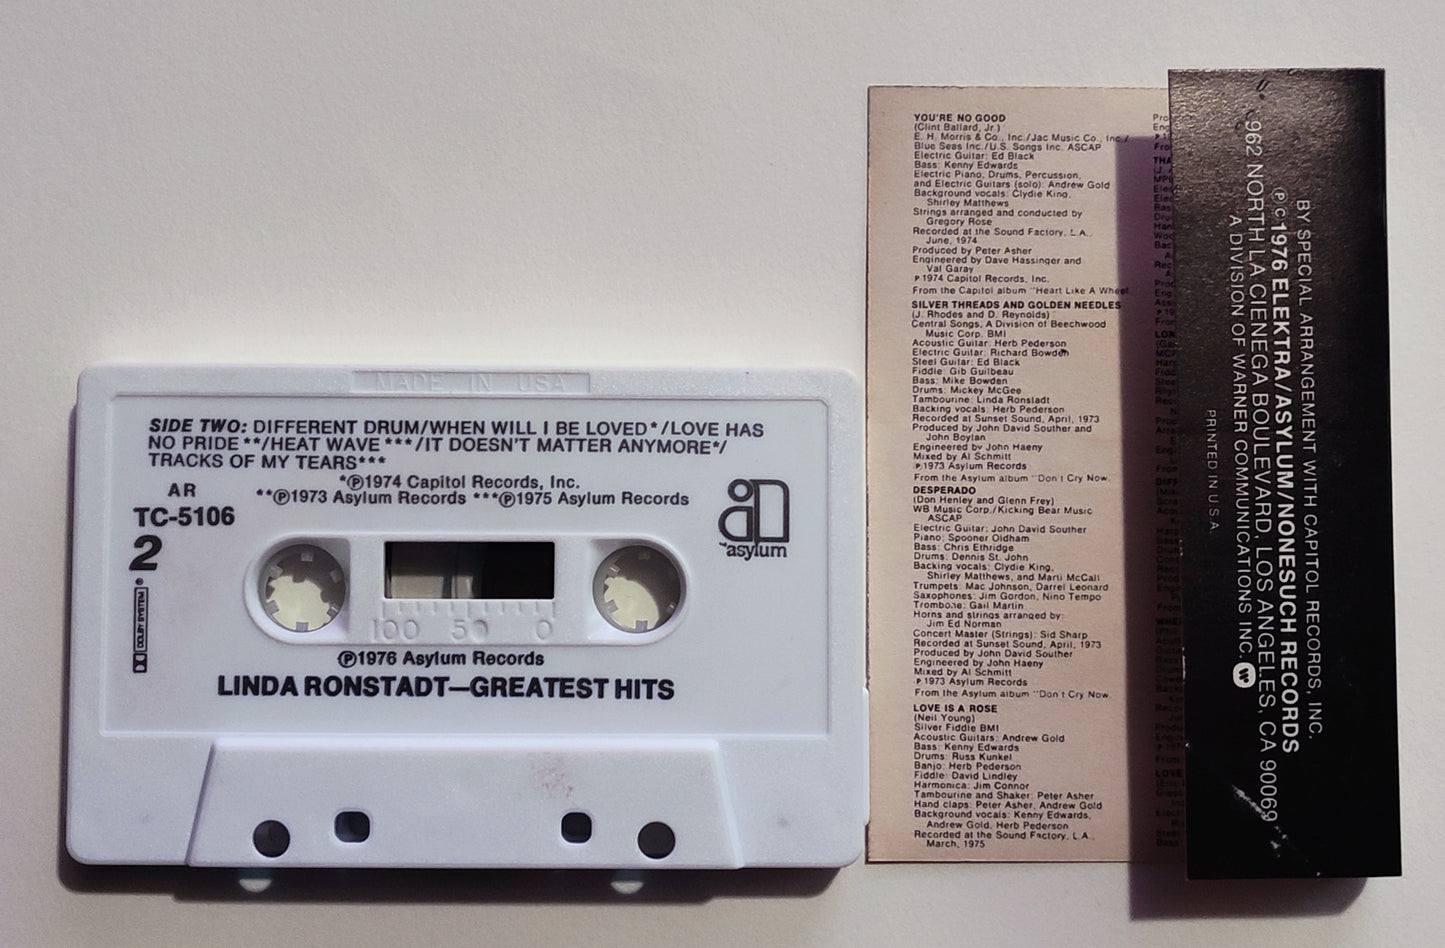 MADE IN USA
SIDE TWO: DIFFERENT DRUM/WHEN WILL I BE LOVED*/LOVE HAS
NO PRIDE**/HEAT WAVE***/IT DOESN'T MATTER ANYMORE*/
TRACKS OF MY TEARS***
*Ⓟ1974 Capitol Records, Inc.
**Ⓟ1973 Asylum Records ***Ⓟ1975 Asylum Records
AR
TC-5106
2
DOLBY SYSTEM
asylum
100 50 0
Ⓟ1976 Asylum Records
LINDA RONSTADT—GREATEST HITS
YOU'RE NO GOOD
(Clint Ballard, Jr.)
E. H. Morris & Co., Inc./Jac Music Co., Inc./
Blue Seas Inc./U.S. Songs Inc. ASCAP
Electric Guitar: Ed Black
Bass: Kenny Edwards
Electric Piano, Drums, Percussion,
and Electric Guitars (solo): Andrew Gold
Background vocals: Clydie King,
Shirley Matthews
Strings arranged and conducted by
Gregory Rose
Recorded at the Sound Factory, L.A.,
June, 1974
Produced by Peter Asher
Engineered by Dave Hassinger and
Val Garay
℗ 1974 Capitol Records, Inc.
From the Capitol album "Heart Like A Wheel
SILVER THREADS AND GOLDEN NEEDLES
(J. Rhodes and D. Reynolds)
Central Songs, A Division of Beechwood
Music Corp. BMI
Acoustic Guitar: Herb Pederson
Electric Guitar: Richard Bowden
Steel Guitar: Ed Black
Fiddle: Gib Guilbeau
Bass: Mike Bowden
Drums: Mickey McGee
Tambourine: Linda Ronstadt
Backing vocals: Herb Pederson
Recorded at Sunset Sound, April, 1973
Produced by John David Souther and
John Boylan
Engineered by John Haeny
Mixed by Al Schmitt
℗ 1973 Asylum Records
From the Asylum album "Don't Cry Now.
DESPERADO
(Don Henley and Glenn Frey)
WB Music Corp./Kicking Bear Music
ASCAP
Electric Guitar: John David Souther
Piano: Spooner Oldham
Bass: Chris Ethridge
Drums: Dennis St. John
Backing vocals: Clydie King,
Shirley Matthews, and Marti McCall
Trumpets: Mac Johnson, Darrel Leonard
Saxophones: Jim Gordon, Nino Tempo
Trombone: Gail Martin
Horns and strings arranged by:
Jim Ed Norman
Concert Master (Strings): Sid Sharp
Recorded at Sunset Sound, April, 1973
Produced by John David Souther
Engineered by John Haeny
Mixed by Al Schmitt
℗ 1973 Asylum Records
From the Asylum album "Don't Cry Now.
LOVE IS A ROSE
(Neil Young)
Silver Fiddle BMI
Acoustic Guitars: Andrew Gold
Bass: Kenny Edwards
Drums: Russ Kunkel
Banjo: Herb Pederson
Fiddle: David Lindley
Harmonica: Jim Connor
Tambourine and Shaker: Peter Asher
Hand claps: Peter Asher, Andrew Gold
Background vocals: Kenny Edwards,
Andrew Gold, Herb Pederson
Recorded at the Sound Factory, L.A.,
March, 1975
BY SPECIAL ARRANGEMENT WITH CAPITOL RECORDS, INC.
Ⓟ © 1976 ELEKTRA/ASYLUM/NONESUCH RECORDS
962 NORTH LA CIENEGA BOULEVARD, LOS ANGELES, CA 90069
A DIVISION OF WARNER COMMUNICATIONS INC.
PRINTED IN U.S.A.